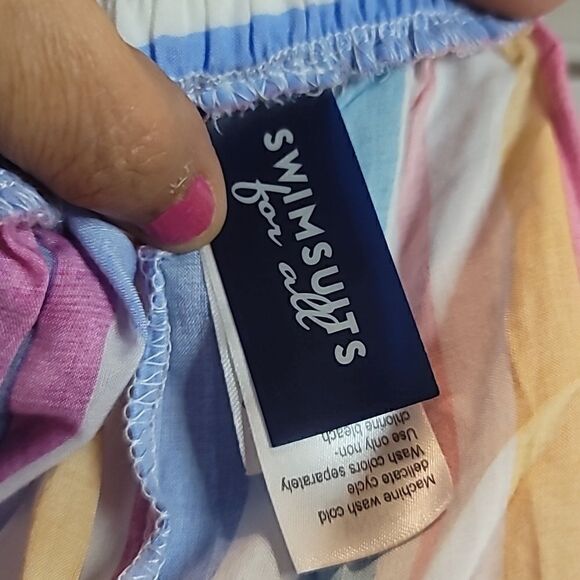 SWIMSUITS
for all
Machine wash cold
delicate cycle
Wash colors separately
Use only non-
chlorine bleach